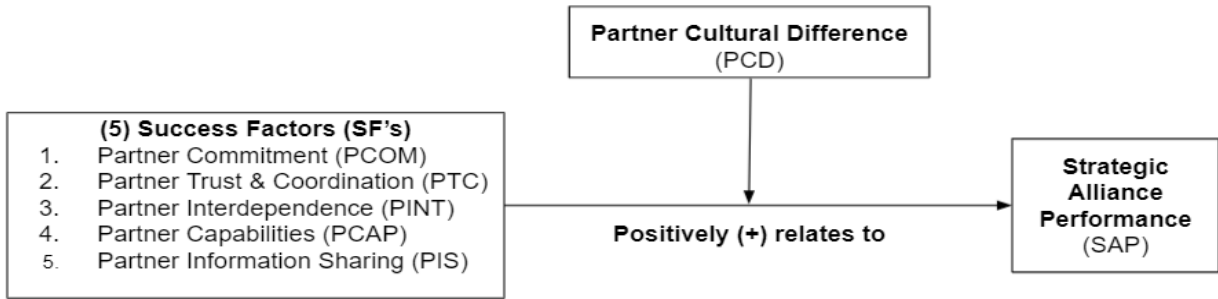 Partner Cultural Difference
(PCD)
(5) Success Factors (SF's)
1. Partner Commitment (PCOM)
2. Partner Trust & Coordination (PTC)
3. Partner Interdependence (PINT)
4. Partner Capabilities (PCAP)
5. Partner Information Sharing (PIS)
Positively (+) relates to
Strategic
Alliance
Performance
(SAP)